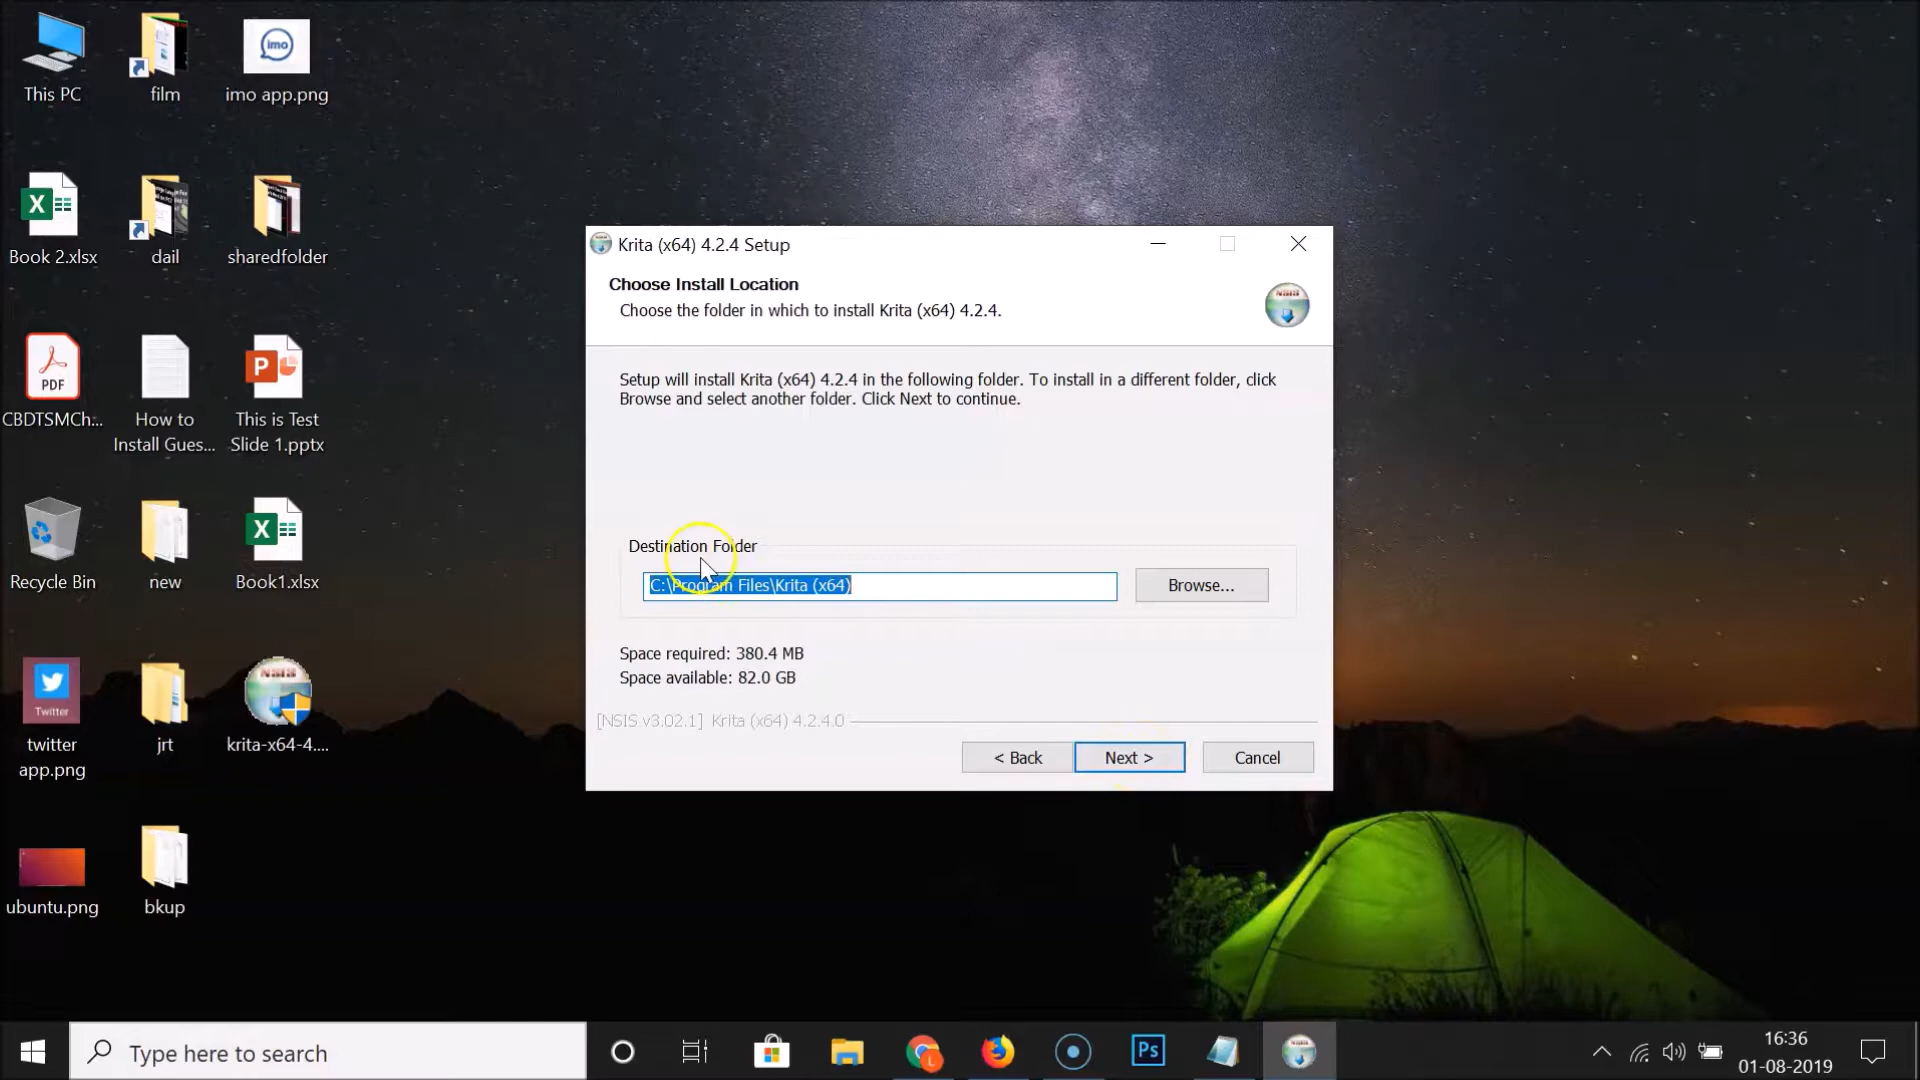 This PC
film
imo
imo app.png
Book 2.xlsx
dail
sharedfolder
PDF
CBDTSMCh...
How to
Install Gues...
P
This is Test
Slide 1.pptx
Recycle Bin
new
X
Book1.xlsx
Twitter
twitter
app.png
jrt
NSIS
krita-x64-4....
ubuntu.png
bkup
Krita (x64) 4.2.4 Setup
Choose Install Location
Choose the folder in which to install Krita (x64) 4.2.4.
NSIS
Setup will install Krita (x64) 4.2.4 in the following folder. To install in a different folder, click
Browse and select another folder. Click Next to continue.
Destination Folder
C:\Program Files\Krita (x64)
Browse...
Space required: 380.4 MB
Space available: 82.0 GB
[NSIS v3.02.1] Krita (x64) 4.2.4.0
< Back
Next >
Cancel
Type here to search
L
Ps
16:36
01-08-2019